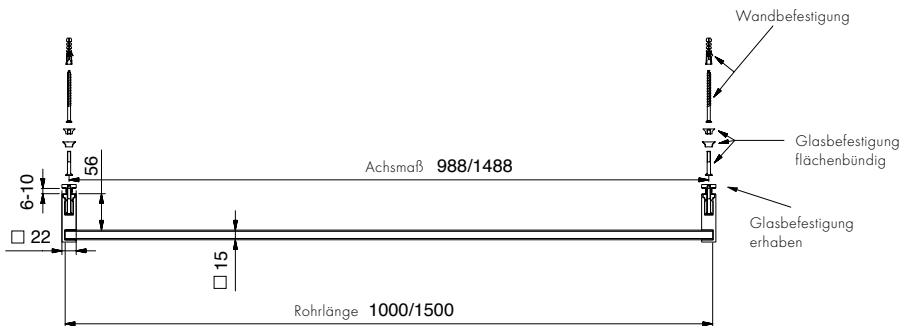 Wandbefestigung
Glasbefestigung
flächenbündig
Achsmaß 988/1488
56
6-10
Glasbefestigung
erhaben
□ 22
□ 15
Rohrlänge 1000/1500